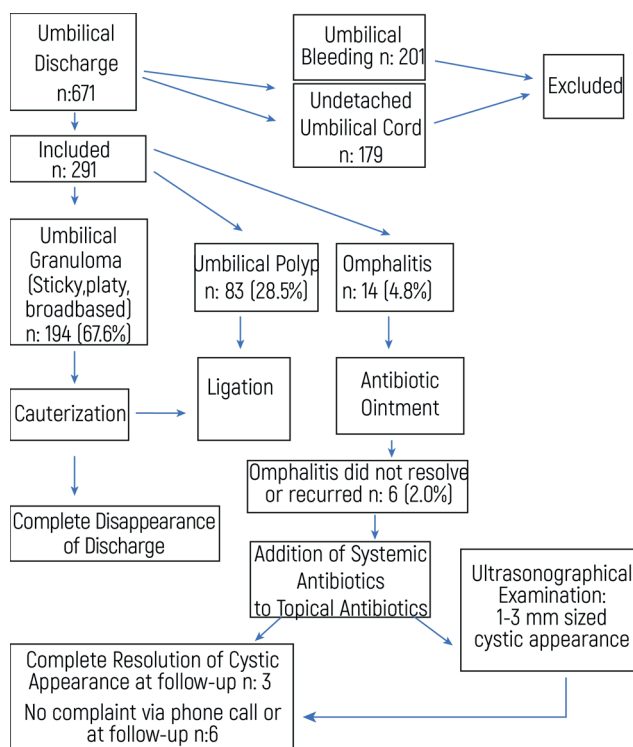 Umbilical
Discharge
n:671
Umbilical
Bleeding n: 201
Undetached
Umbilical Cord
n: 179
Excluded
Included
n: 291
Umbilical
Granuloma
(Sticky,platy,
broadbased)
n: 194 (67.6%)
Umbilical Polyp
n: 83 (28.5%)
Omphalitis
n: 14 (4.8%)
Cauterization
Ligation
Antibiotic
Ointment
Omphalitis did not resolve
or recurred n: 6 (2.0%)
Complete Disappearance
of Discharge
Addition of Systemic
Antibiotics
to Topical Antibiotics
Ultrasonographical
Examination:
1-3 mm sized
cystic appearance
Complete Resolution of Cystic
Appearance at follow-up n: 3
No complaint via phone call or
at follow-up n:6